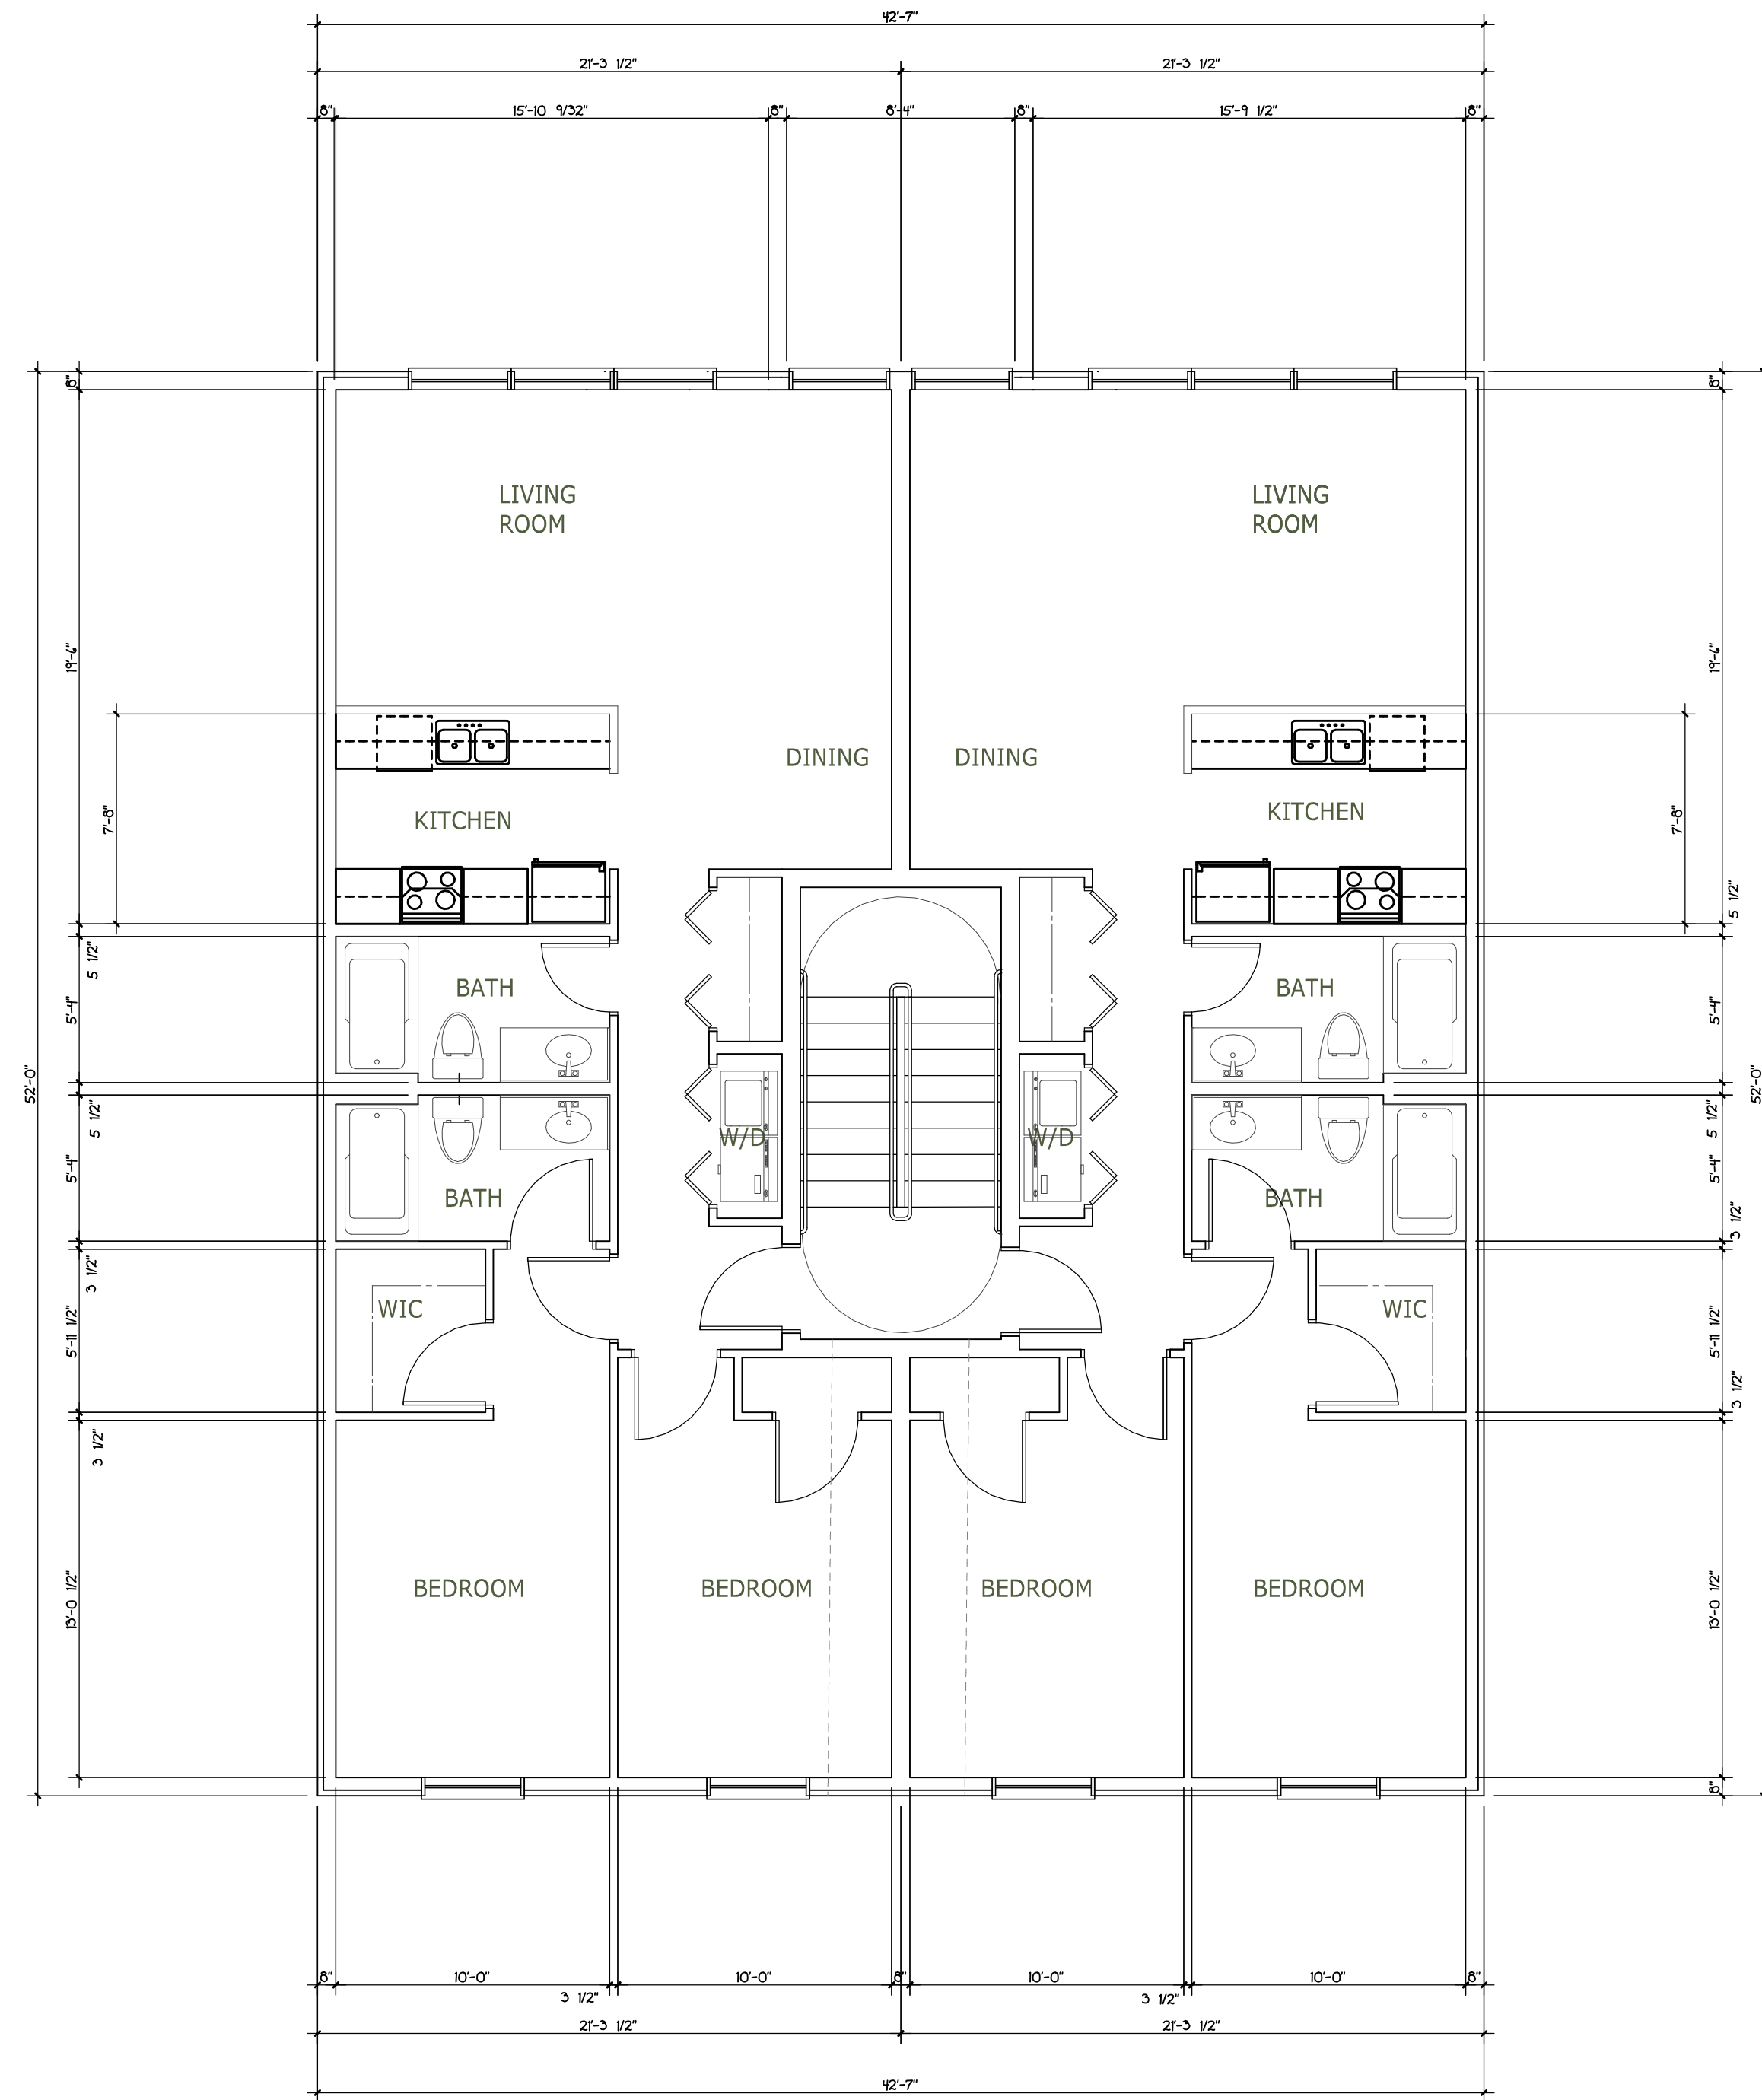 42'-7"
21'-3 1/2"
21'-3 1/2"
8"
15'-10 9/32"
8"
8'-4"
8"
15'-9 1/2"
8"
8"
8"
LIVING
ROOM
LIVING
ROOM
19'-6"
19'-6"
DINING
DINING
KITCHEN
KITCHEN
7'-8"
7'-8"
5 1/2"
5 1/2"
BATH
BATH
5'-4"
5'-4"
52'-0"
52'-0"
5 1/2"
5 1/2"
W/D
W/D
5'-4"
5'-4"
BATH
BATH
3 1/2"
3 1/2"
WIC
WIC
5'-11 1/2"
5'-11 1/2"
3 1/2"
3 1/2"
BEDROOM
BEDROOM
BEDROOM
BEDROOM
13'-0 1/2"
13'-0 1/2"
8"
8"
10'-0"
10'-0"
8"
10'-0"
10'-0"
8"
3 1/2"
3 1/2"
21'-3 1/2"
21'-3 1/2"
42'-7"